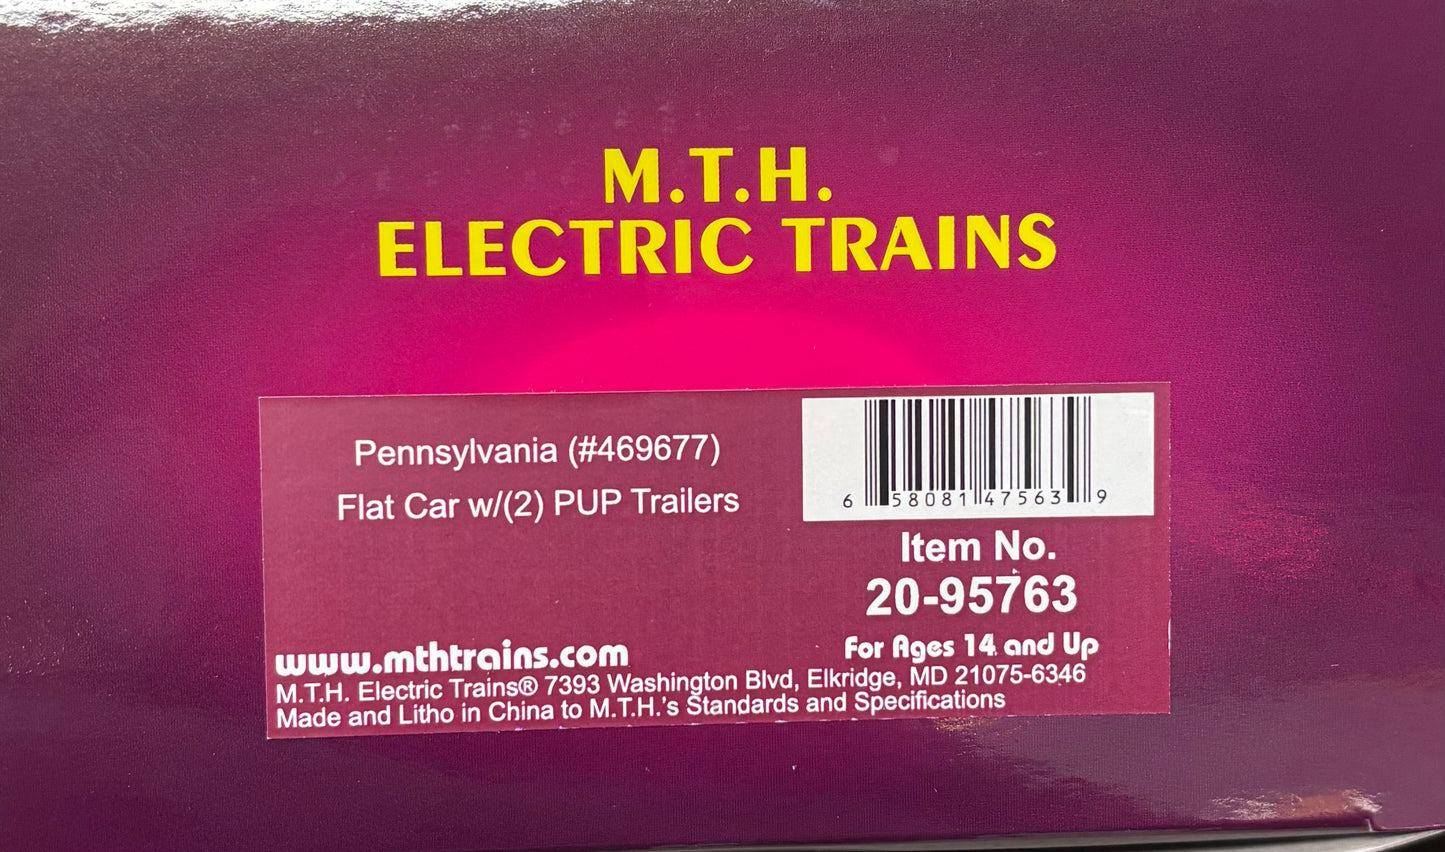 M.T.H.
ELECTRIC TRAINS
Pennsylvania (#469677)
Flat Car w/(2) PUP Trailers
6 58081 47563 9
Item No.
20-95763
For Ages 14 and Up
www.mthtrains.com
M.T.H. Electric Trains® 7393 Washington Blvd, Elkridge, MD 21075-6346
Made and Litho in China to M.T.H.'s Standards and Specifications